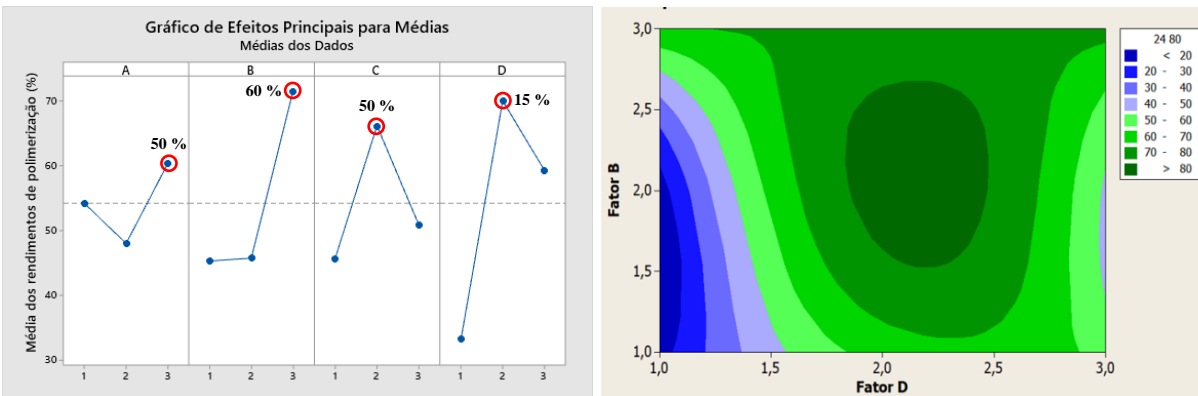 Gráfico de Efeitos Principais para Médias
Médias dos Dados
A B C D
Média dos rendimentos de polimerização (%)
70
60
50
40
30
50 %
60 %
50 %
15 %
1 2 3 1 2 3 1 2 3 1 2 3
Fator B
3,0
2,5
2,0
1,5
1,0
1,0 1,5 2,0 2,5 3,0
Fator D
24 80
< 20
20 - 30
30 - 40
40 - 50
50 - 60
60 - 70
70 - 80
> 80